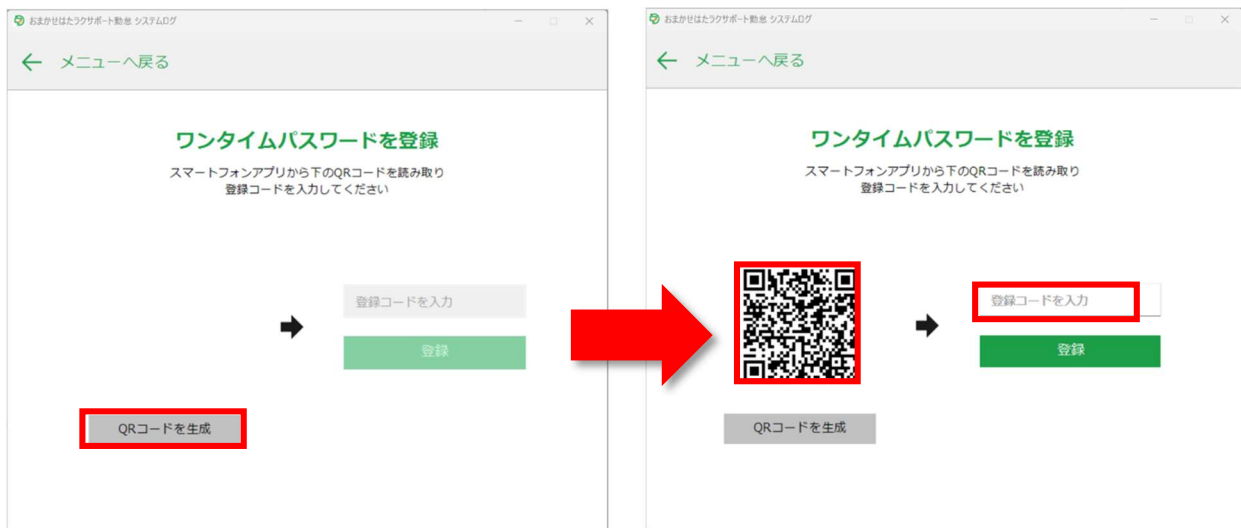 おまかせはたラクサポート勤怠 システムログ
メニューへ戻る
ワンタイムパスワードを登録
スマートフォンアプリから下のQRコードを読み取り
登録コードを入力してください
登録コードを入力
登録
QRコードを生成
おまかせはたラクサポート勤怠 システムログ
メニューへ戻る
ワンタイムパスワードを登録
スマートフォンアプリから下のQRコードを読み取り
登録コードを入力してください
登録コードを入力
登録
QRコードを生成